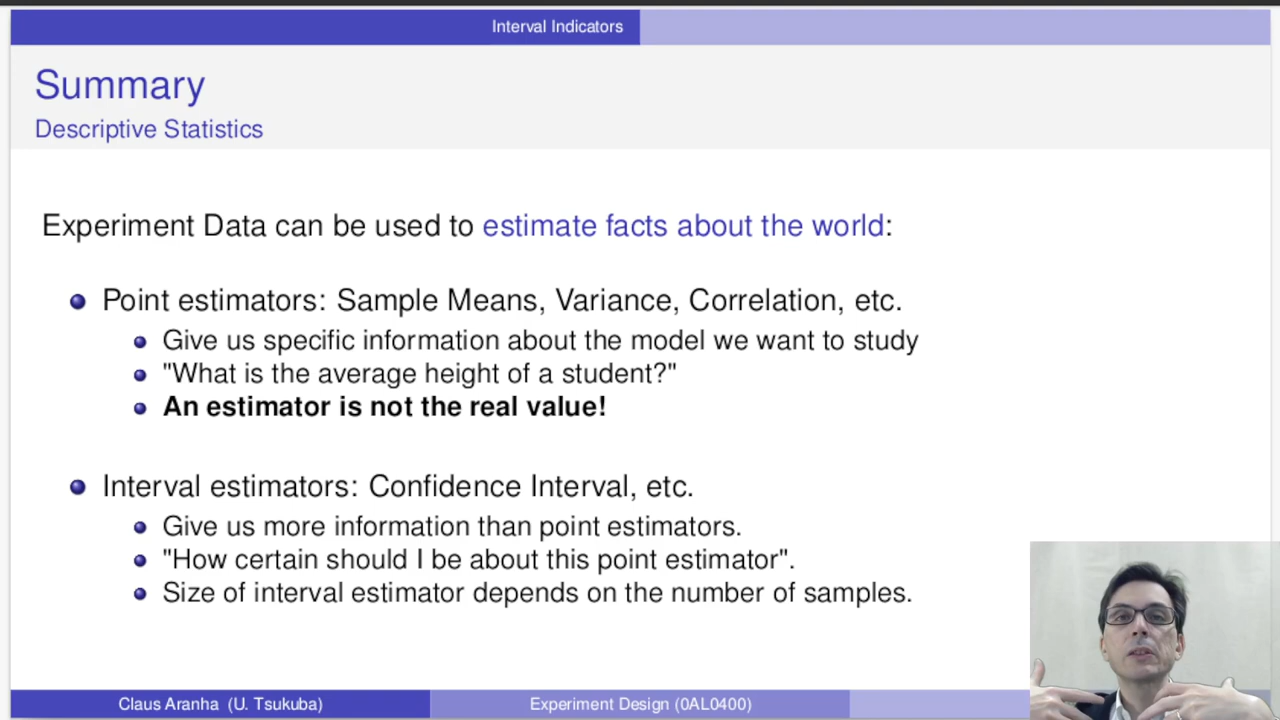 Interval Indicators
Summary
Descriptive Statistics
Experiment Data can be used to estimate facts about the world:
Point estimators: Sample Means, Variance, Correlation, etc.
Give us specific information about the model we want to study
"What is the average height of a student?"
An estimator is not the real value!
Interval estimators: Confidence Interval, etc.
Give us more information than point estimators.
"How certain should I be about this point estimator".
Size of interval estimator depends on the number of samples.
Claus Aranha (U. Tsukuba)
Experiment Design (0AL0400)